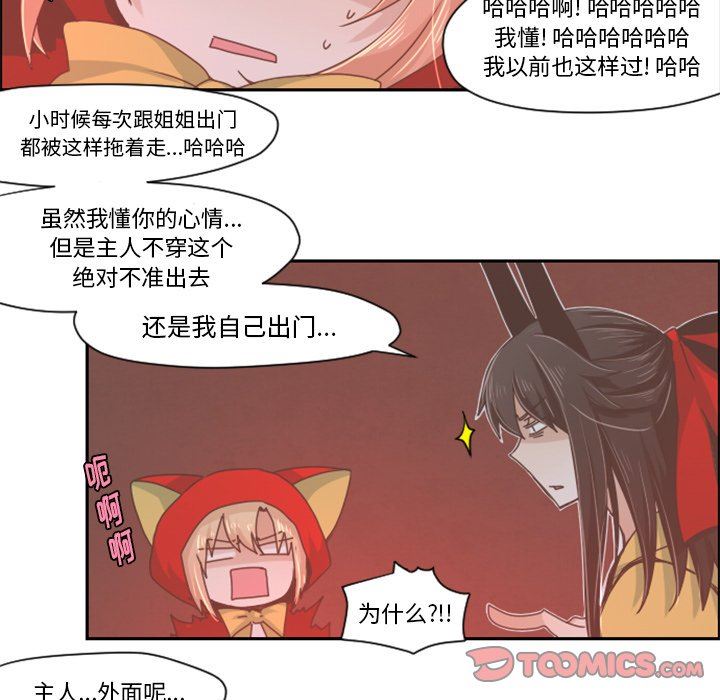 哈哈哈啊! 哈哈哈哈哈
我懂! 哈哈哈哈哈哈
我以前也这样过! 哈哈
小时候每次跟姐姐出门
都被这样拖着走...哈哈哈
虽然我懂你的心情...
但是主人不穿这个
绝对不准出去
还是我自己出门...
呃啊啊
为什么?!!
TOOMICS.COM
主人...外面呢...